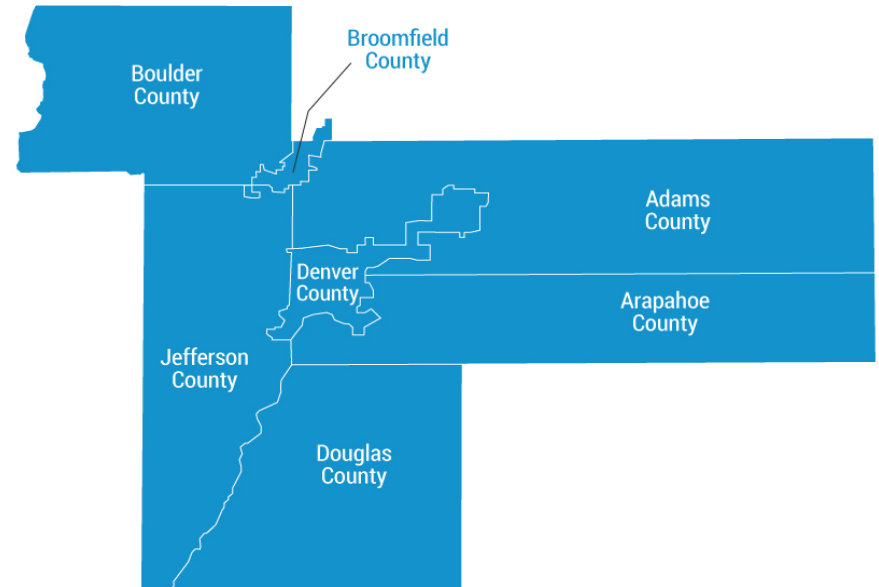 Broomfield
County
Boulder
County
Adams
County
Denver
County
Arapahoe
County
Jefferson
County
Douglas
County